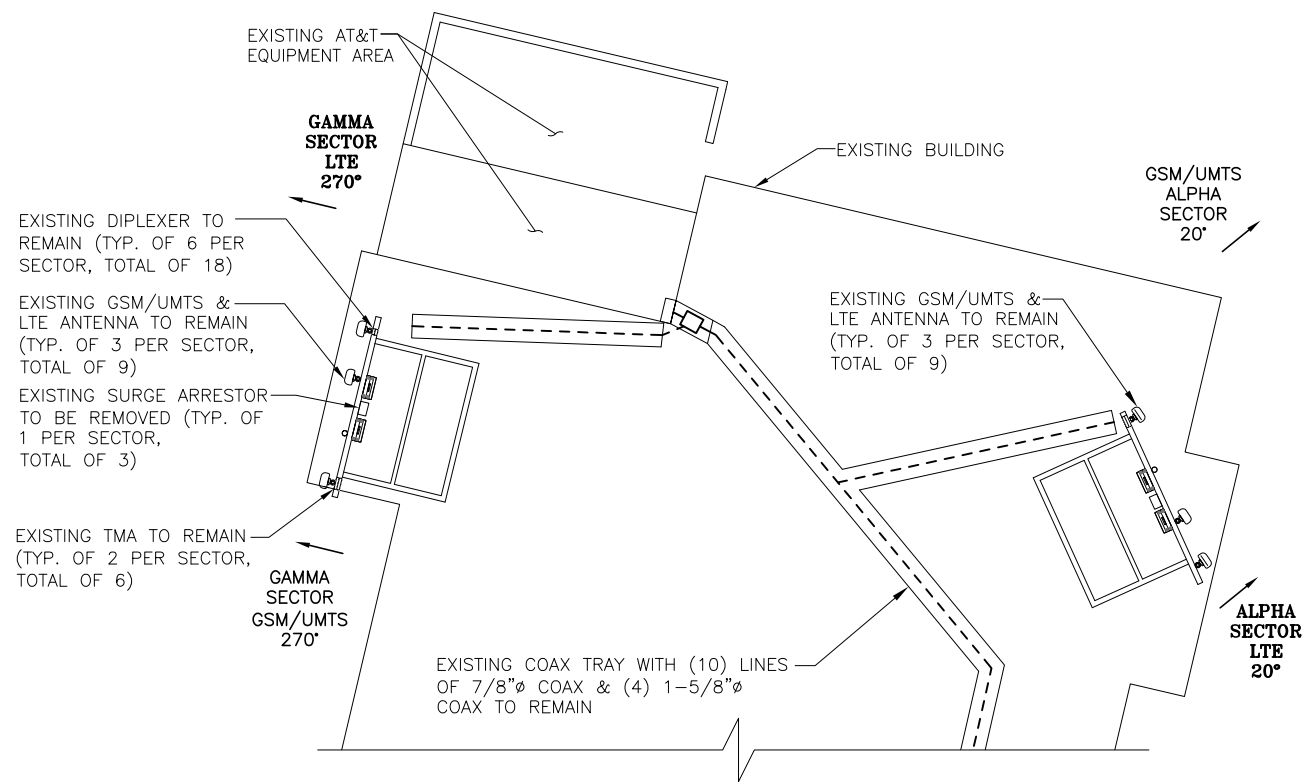 EXISTING AT&T
EQUIPMENT AREA
GAMMA
SECTOR
LTE
270°
EXISTING BUILDING
GSM/UMTS
ALPHA
SECTOR
20°
EXISTING DIPLEXER TO
REMAIN (TYP. OF 6 PER
SECTOR, TOTAL OF 18)
EXISTING GSM/UMTS &
LTE ANTENNA TO REMAIN
(TYP. OF 3 PER SECTOR,
TOTAL OF 9)
EXISTING GSM/UMTS &
LTE ANTENNA TO REMAIN
(TYP. OF 3 PER SECTOR,
TOTAL OF 9)
EXISTING SURGE ARRESTOR
TO BE REMOVED (TYP. OF
1 PER SECTOR,
TOTAL OF 3)
EXISTING TMA TO REMAIN
(TYP. OF 2 PER SECTOR,
TOTAL OF 6)
GAMMA
SECTOR
GSM/UMTS
270°
ALPHA
SECTOR
LTE
20°
EXISTING COAX TRAY WITH (10) LINES
OF 7/8"ø COAX & (4) 1-5/8"ø
COAX TO REMAIN